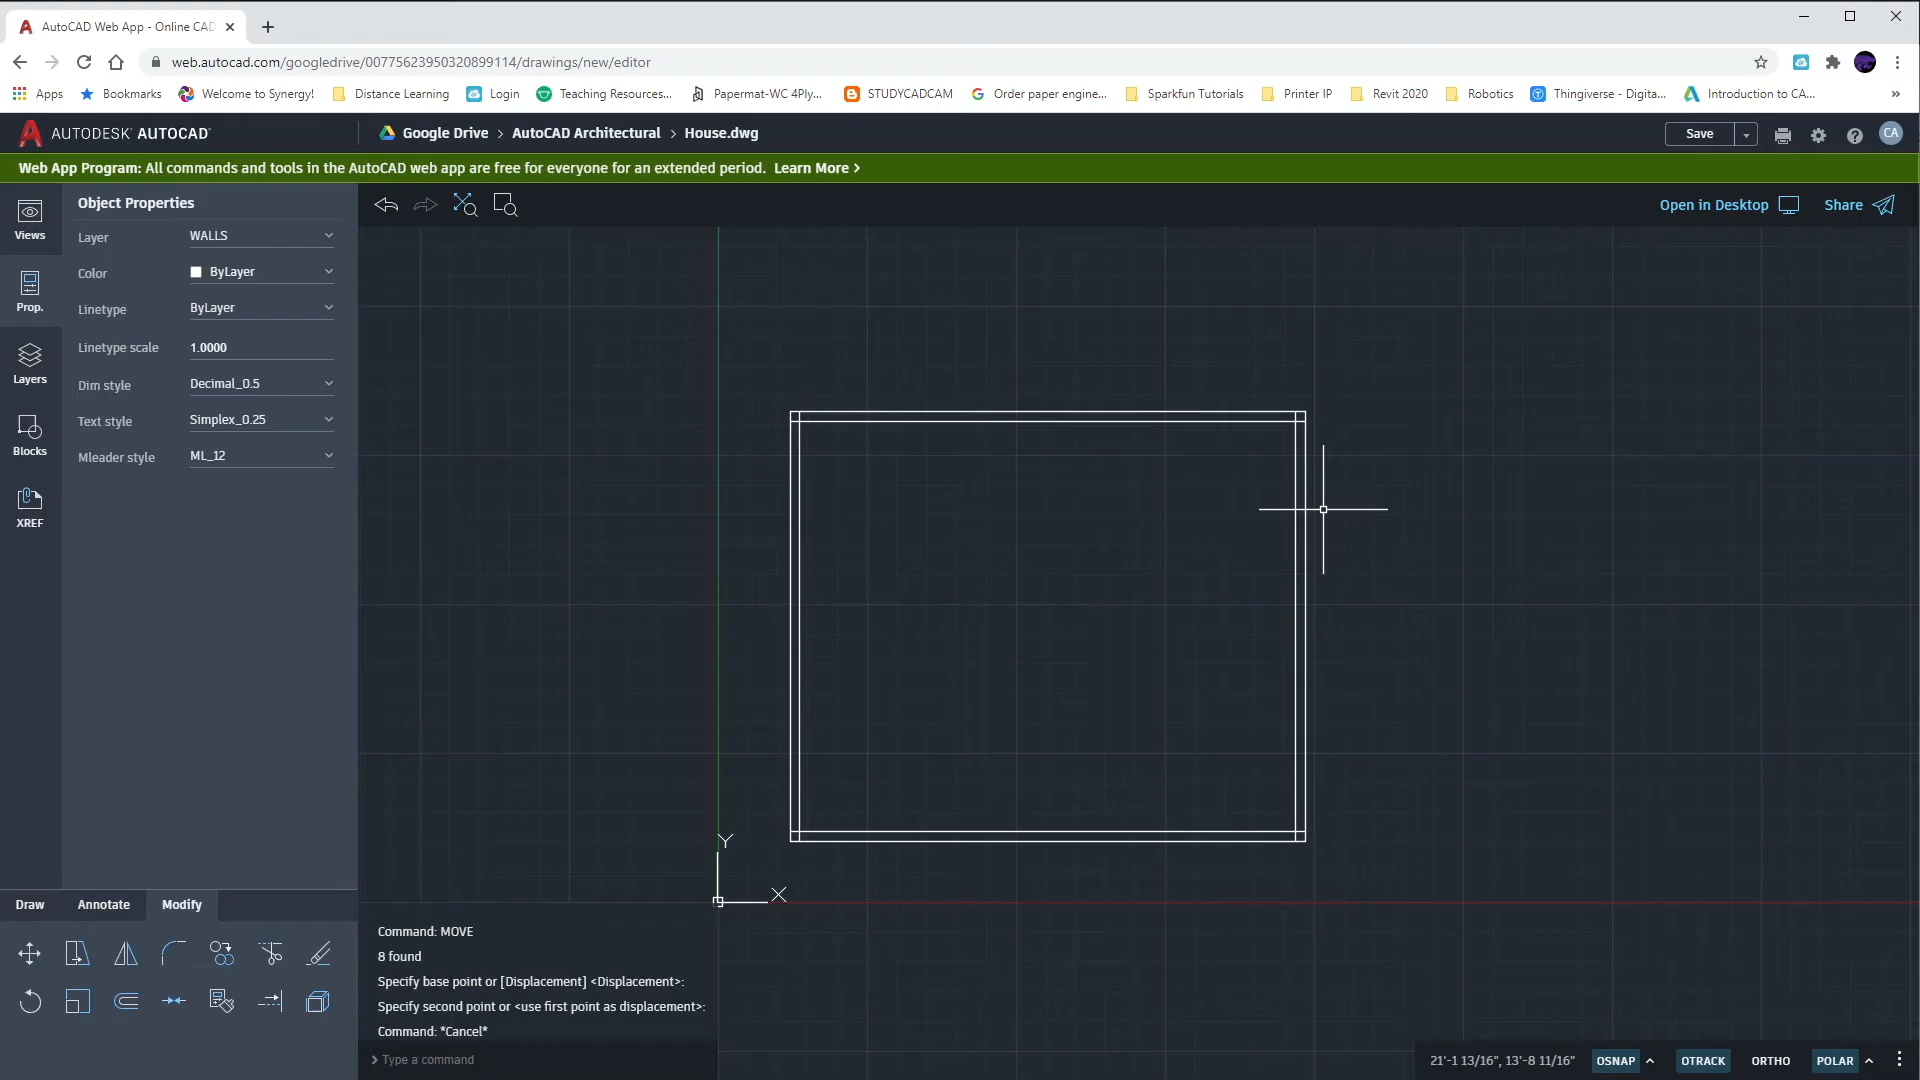 AutoCAD Web App - Online CAD
web.autocad.com/googledrive/00775623950320899114/drawings/new/editor
Apps Bookmarks Welcome to Synergy! Distance Learning Login Teaching Resources... Papermat-WC 4Ply... STUDYCADCAM Order paper engine... Sparkfun Tutorials Printer IP Revit 2020 Robotics Thingiverse - Digita... Introduction to CA... »
AUTODESK® AUTOCAD® Google Drive > AutoCAD Architectural > House.dwg Save CA
Web App Program: All commands and tools in the AutoCAD web app are free for everyone for an extended period. Learn More >
Object Properties
Open in Desktop Share
Views
Prop.
Layers
Blocks
XREF
Layer WALLS
Color ByLayer
Linetype ByLayer
Linetype scale 1.0000
Dim style Decimal_0.5
Text style Simplex_0.25
Mleader style ML_12
Y
X
Draw Annotate Modify
Command: MOVE
8 found
Specify base point or [Displacement] <Displacement>:
Specify second point or <use first point as displacement>:
Command: *Cancel*
> Type a command
21'-1 13/16", 13'-8 11/16" OSNAP OTRACK ORTHO POLAR